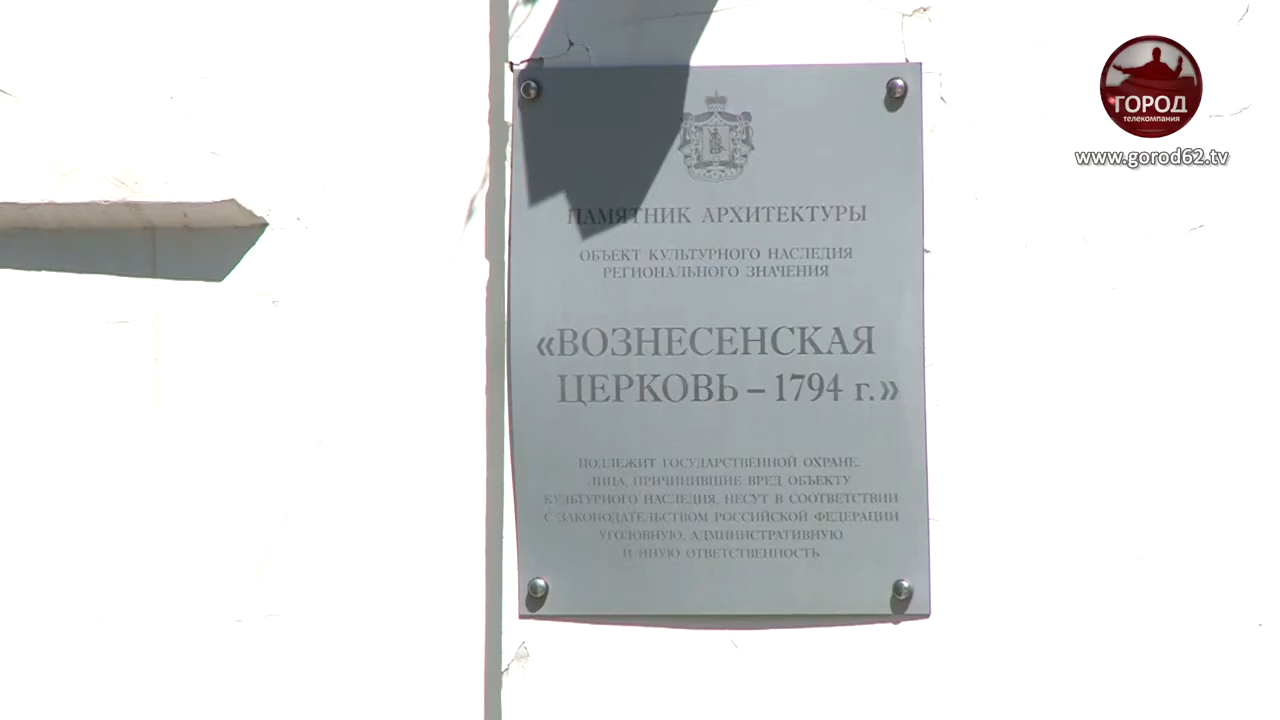 ГОРОД
телекомпания
www.gorod62.tv
ПАМЯТНИК АРХИТЕКТУРЫ
ОБЪЕКТ КУЛЬТУРНОГО НАСЛЕДИЯ
РЕГИОНАЛЬНОГО ЗНАЧЕНИЯ
«ВОЗНЕСЕНСКАЯ
ЦЕРКОВЬ – 1794 г.»
ПОДЛЕЖИТ ГОСУДАРСТВЕННОЙ ОХРАНЕ.
ЛИЦА, ПРИЧИНИВШИЕ ВРЕД ОБЪЕКТУ
КУЛЬТУРНОГО НАСЛЕДИЯ, НЕСУТ В СООТВЕТСТВИИ
С ЗАКОНОДАТЕЛЬСТВОМ РОССИЙСКОЙ ФЕДЕРАЦИИ
УГОЛОВНУЮ, АДМИНИСТРАТИВНУЮ
И ИНУЮ ОТВЕТСТВЕННОСТЬ